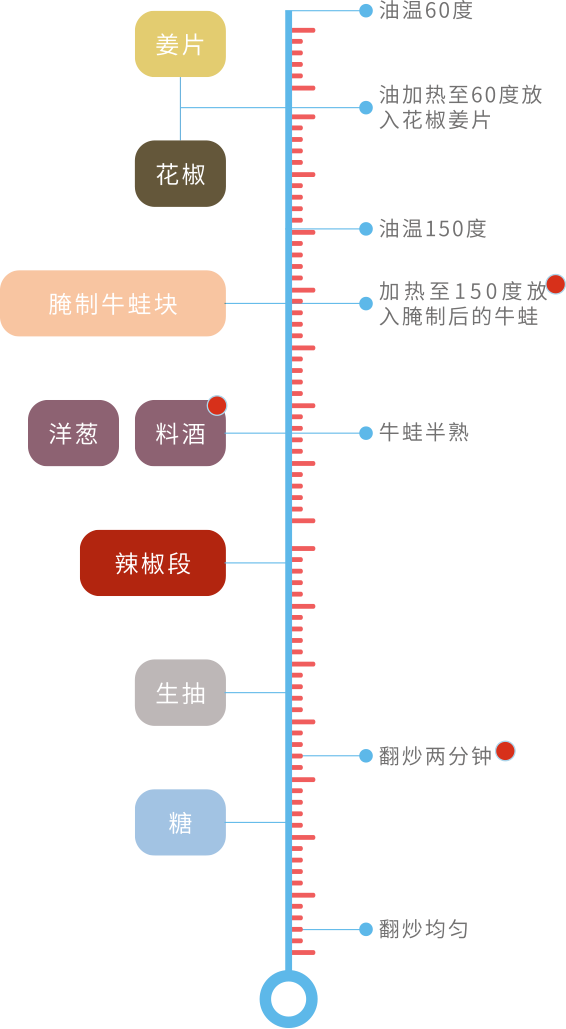 油温60度
姜片
油加热至60度放
入花椒姜片
花椒
油温150度
腌制牛蛙块
加热至150度放
入腌制后的牛蛙
洋葱
料酒
牛蛙半熟
辣椒段
生抽
翻炒两分钟
糖
翻炒均匀